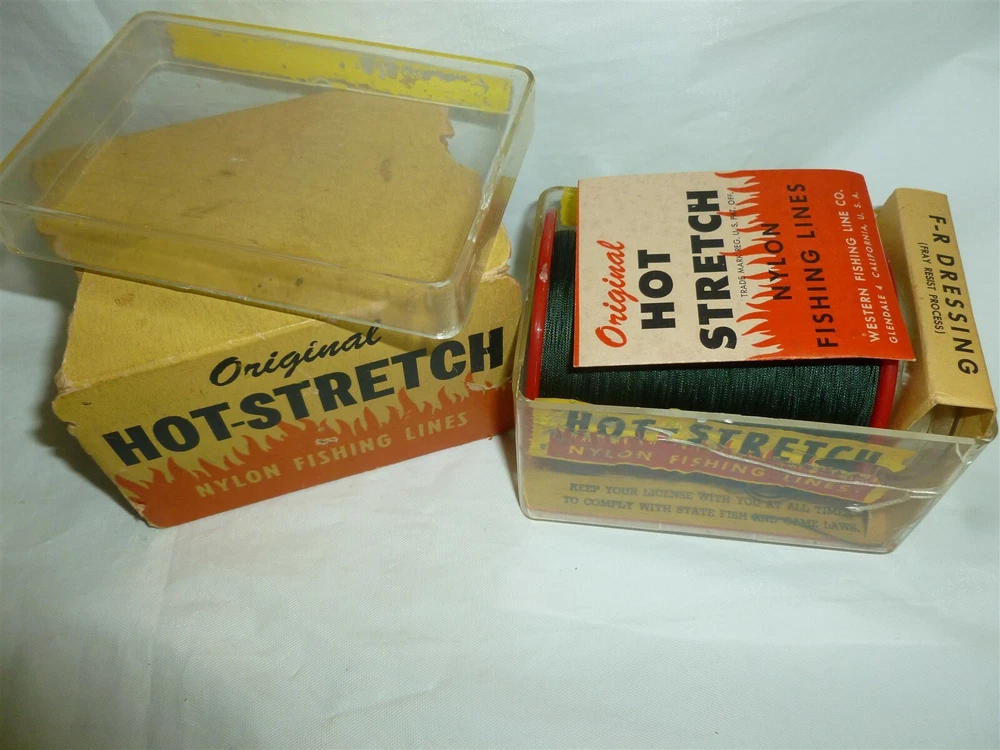 Original
HOT-STRETCH
NYLON FISHING LINES
Original
HOT
STRETCH
TRADE MARK REG. U. S. PAT. OFF.
NYLON
FISHING LINES
WESTERN FISHING LINE CO.
GLENDALE 4 CALIFORNIA, U. S. A.
F-R DRESSING
(FRAY RESIST PROCESS)
HOT-STRETCH
NYLON FISHING LINES
KEEP YOUR LICENSE WITH YOU AT ALL TIMES
TO COMPLY WITH STATE FISH AND GAME LAWS.